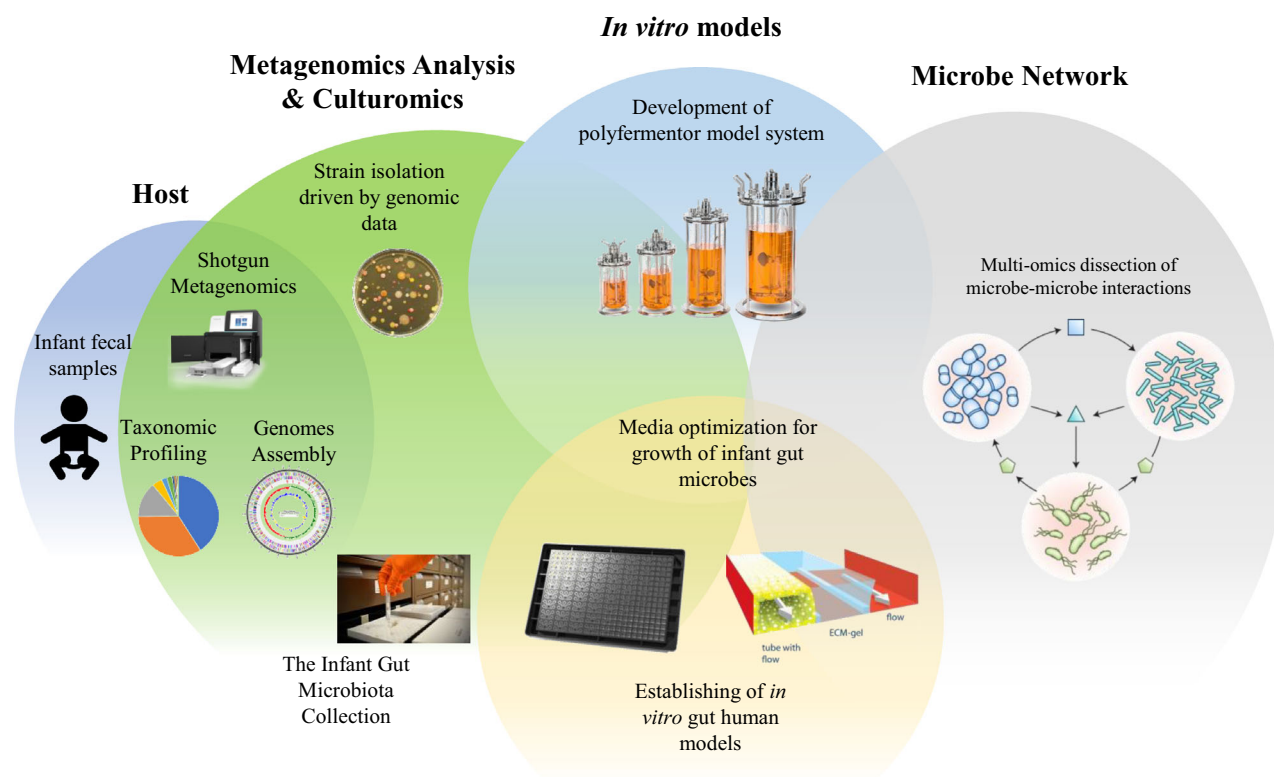 In vitro models
Metagenomics Analysis
& Culturomics
Microbe Network
Host
Development of
polyfermentor model system
Strain isolation
driven by genomic
data
Shotgun
Metagenomics
Infant fecal
samples
Taxonomic
Profiling
Genomes
Assembly
Multi-omics dissection of
microbe-microbe interactions
Media optimization for
growth of infant gut
microbes
flow
ECM-gel
tube with
flow
The Infant Gut
Microbiota
Collection
Establishing of in
vitro gut human
models